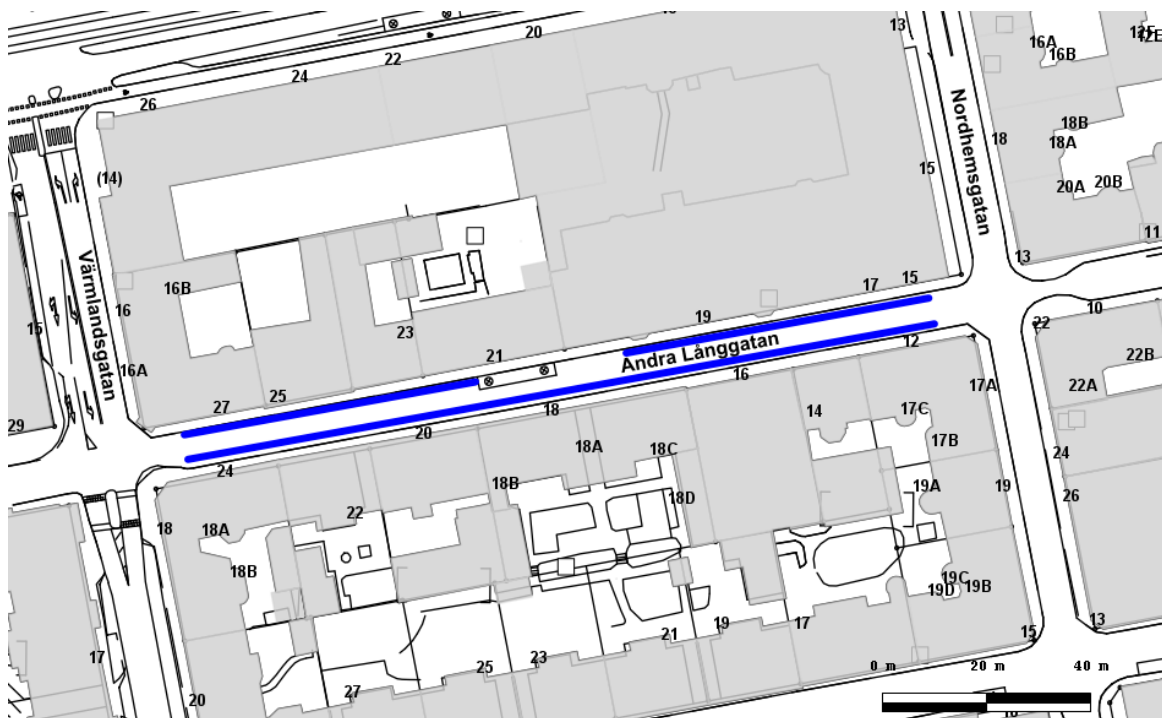 20
13
12E
16A
16B
22
24
26
18
18B
18A
20A
20B
11
13
(14)
15
Nordhemsgatan
Värmlandsgatan
16
16B
15
16A
29
23
21
25
27
19
17
15
Andra Långgatan
10
22
22B
22A
12
16
18
20
24
14
17A
17C
17B
18A
18C
18B
18D
19A
19
24
26
18
18A
18B
22
19C
19D
19B
17
20
27
25
23
21
19
17
15
13
0 m
20 m
40 m